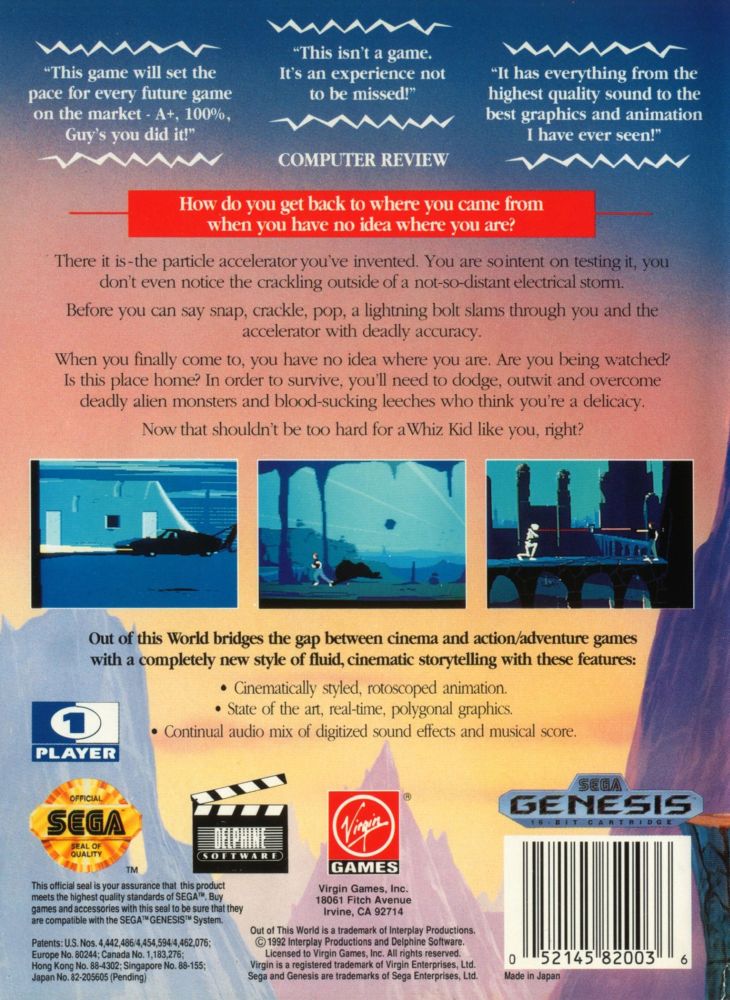 "This game will set the
pace for every future game
on the market - A+, 100%,
Guy's you did it!"
"This isn't a game.
It's an experience not
to be missed!"
COMPUTER REVIEW
"It has everything from the
highest quality sound to the
best graphics and animation
I have ever seen!"
How do you get back to where you came from
when you have no idea where you are?
There it is-the particle accelerator you've invented. You are so intent on testing it, you
don't even notice the crackling outside of a not-so-distant electrical storm.
Before you can say snap, crackle, pop, a lightning bolt slams through you and the
accelerator with deadly accuracy.
When you finally come to, you have no idea where you are. Are you being watched?
Is this place home? In order to survive, you'll need to dodge, outwit and overcome
deadly alien monsters and blood-sucking leeches who think you're a delicacy.
Now that shouldn't be too hard for a Whiz Kid like you, right?
Out of this World bridges the gap between cinema and action/adventure games
with a completely new style of fluid, cinematic storytelling with these features:
• Cinematically styled, rotoscoped animation.
• State of the art, real-time, polygonal graphics.
• Continual audio mix of digitized sound effects and musical score.
1
PLAYER
OFFICIAL
SEGA
SEAL OF
QUALITY
TM
This official seal is your assurance that this product
meets the highest quality standards of SEGA™. Buy
games and accessories with this seal to be sure that they
are compatible with the SEGA™ GENESIS™ System.
Patents: U.S. Nos. 4,442,486/4,454,594/4,462,076;
Europe No. 80244; Canada No. 1,183,276;
Hong Kong No. 88-4302; Singapore No. 88-155;
Japan No. 82-205605 (Pending)
DELPHINE
SOFTWARE
Virgin
GAMES
®
Virgin Games, Inc.
18061 Fitch Avenue
Irvine, CA 92714
Out of This World is a trademark of Interplay Productions.
© 1992 Interplay Productions and Delphine Software.
Licensed to Virgin Games, Inc. All rights reserved.
Virgin is a registered trademark of Virgin Enterprises, Ltd.
Sega and Genesis are trademarks of Sega Enterprises, Ltd.
SEGA
GENESIS
16-BIT CARTRIDGE
0 52145 82003 6
Made in Japan